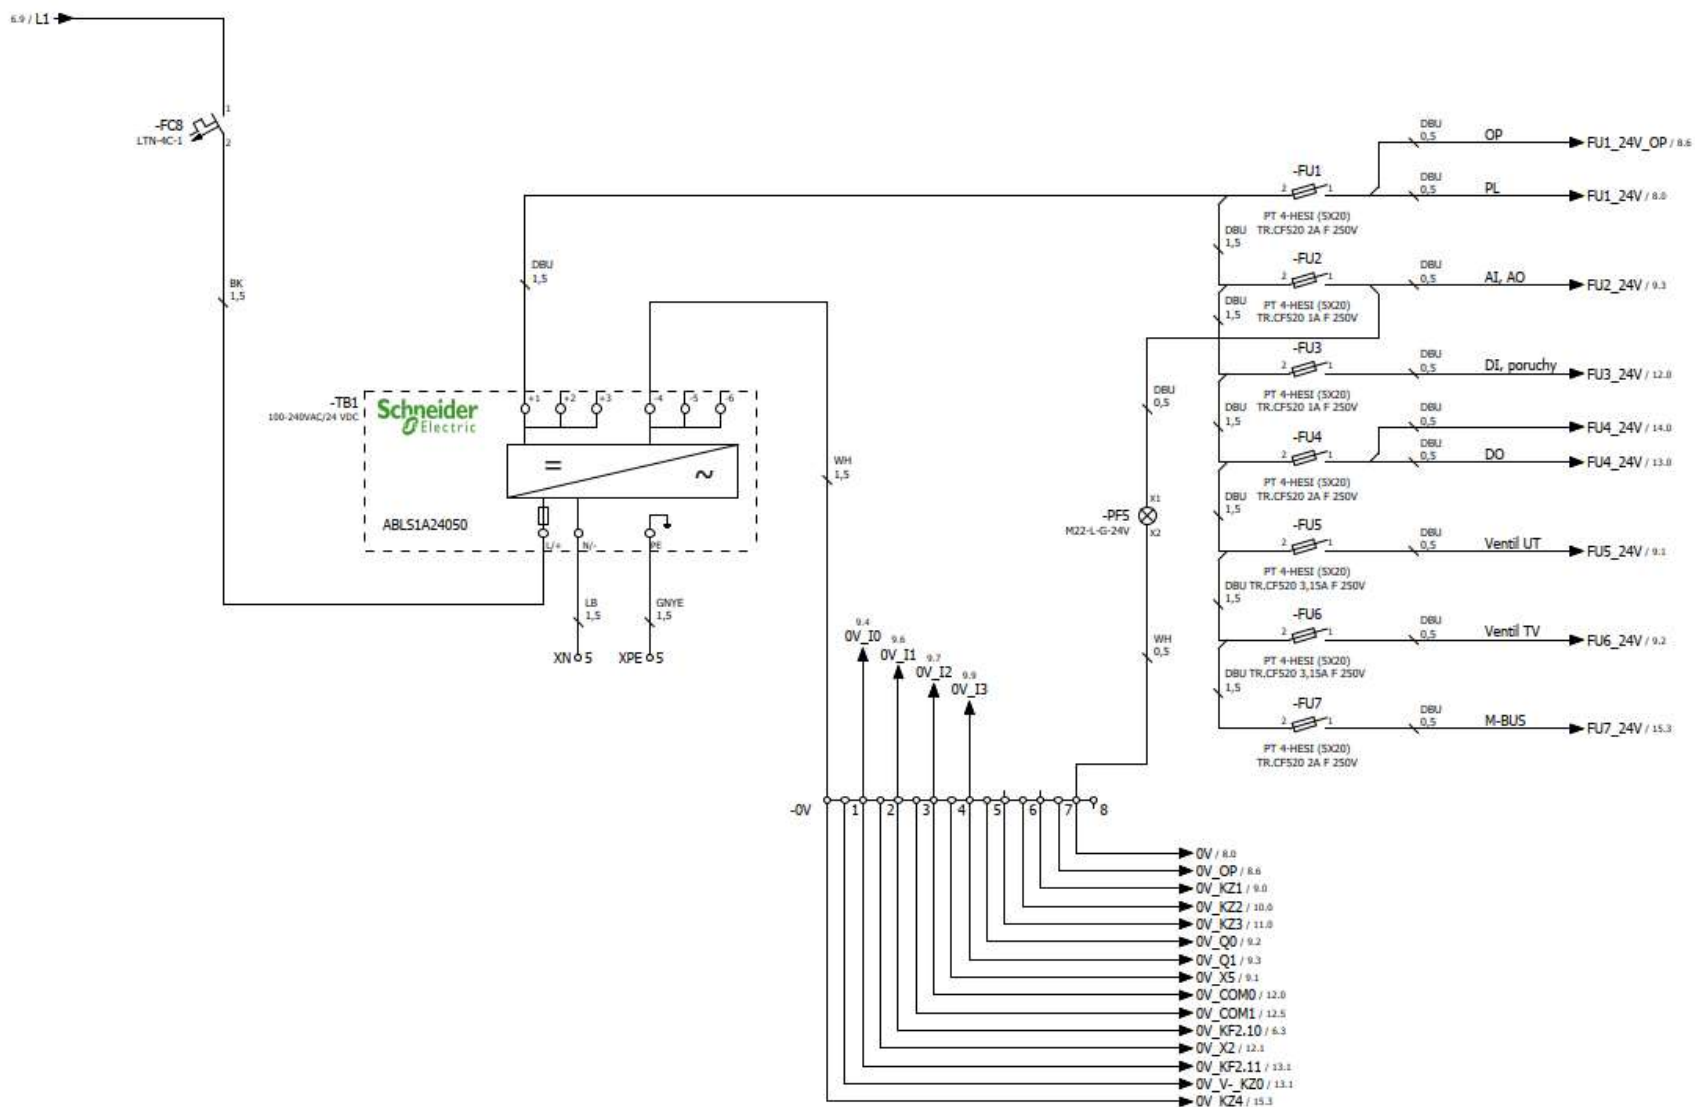 6.9 / L1
-FC8
LTN-4C-1
1
2
BK
1,5
DBU
1,5
-TB1
100-240VAC/24 VDC
Schneider
Electric
+1
+2
+3
-4
-5
-6
=
~
ABLS1A24050
L/+
N/-
PE
LB
1,5
GNYE
1,5
XN 5
XPE 5
WH
1,5
9.4
0V_I0
9.6
0V_I1
9.7
0V_I2
9.9
0V_I3
-0V
1 2 3 4 5 6 7 8
DBU
0,5
-PF5
M22-L-G-24V
X1
X2
WH
0,5
-FU1
2 1
PT 4-HESI (5X20)
TR.CF520 2A F 250V
DBU
0,5
OP
FU1_24V_OP / 8.6
DBU
0,5
PL
FU1_24V / 8.0
DBU
1,5
-FU2
2 1
PT 4-HESI (5X20)
TR.CF520 1A F 250V
DBU
0,5
AI, AO
FU2_24V / 9.3
DBU
1,5
-FU3
2 1
PT 4-HESI (5X20)
TR.CF520 1A F 250V
DBU
0,5
DI, poruchy
FU3_24V / 12.0
DBU
1,5
-FU4
2 1
PT 4-HESI (5X20)
TR.CF520 2A F 250V
DBU
0,5
FU4_24V / 14.0
DBU
0,5
DO
FU4_24V / 13.0
DBU
1,5
-FU5
2 1
PT 4-HESI (5X20)
TR.CF520 3,15A F 250V
DBU
0,5
Ventil UT
FU5_24V / 9.1
DBU
1,5
-FU6
2 1
PT 4-HESI (5X20)
TR.CF520 3,15A F 250V
DBU
0,5
Ventil TV
FU6_24V / 9.2
DBU
1,5
-FU7
2 1
PT 4-HESI (5X20)
TR.CF520 2A F 250V
DBU
0,5
M-BUS
FU7_24V / 15.3
0V / 8.0
0V_OP / 8.6
0V_KZ1 / 9.0
0V_KZ2 / 10.0
0V_KZ3 / 11.0
0V_Q0 / 9.2
0V_Q1 / 9.3
0V_X5 / 9.1
0V_COM0 / 12.0
0V_COM1 / 12.5
0V_KF2.10 / 6.3
0V_X2 / 12.1
0V_KF2.11 / 13.1
0V_V-_KZ0 / 13.1
0V_KZ4 / 15.3